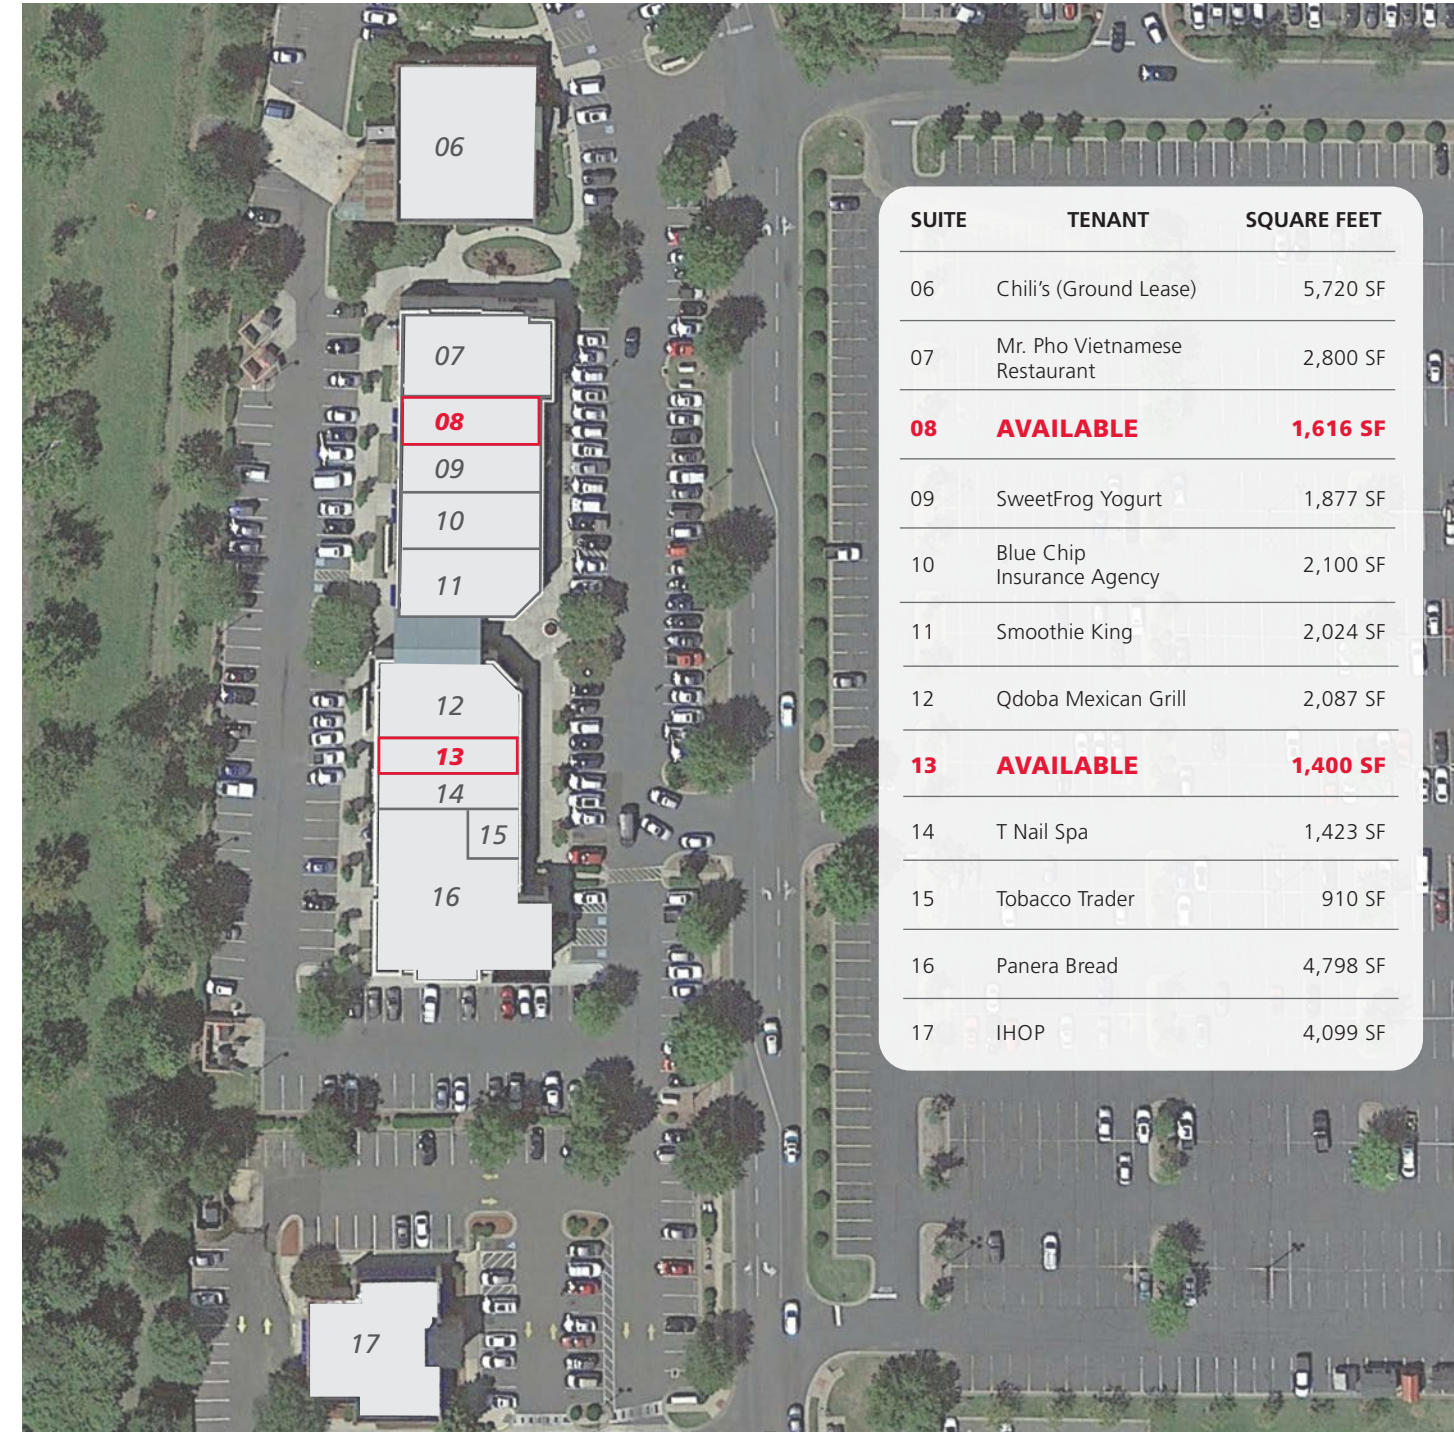 06
07
08
09
10
11
12
13
14
15
16
17
SUITE TENANT SQUARE FEET
06 Chili’s (Ground Lease) 5,720 SF
07 Mr. Pho Vietnamese
Restaurant 2,800 SF
08 AVAILABLE 1,616 SF
09 SweetFrog Yogurt 1,877 SF
10 Blue Chip
Insurance Agency 2,100 SF
11 Smoothie King 2,024 SF
12 Qdoba Mexican Grill 2,087 SF
13 AVAILABLE 1,400 SF
14 T Nail Spa 1,423 SF
15 Tobacco Trader 910 SF
16 Panera Bread 4,798 SF
17 IHOP 4,099 SF